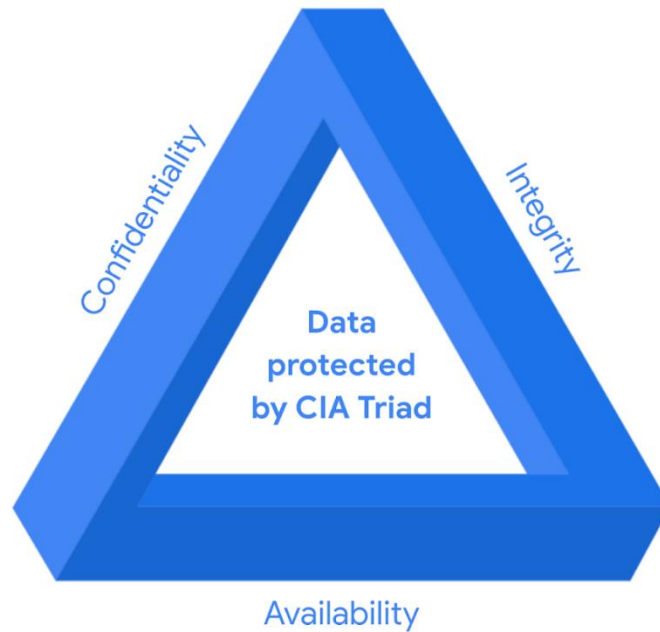 Confidentiality
Integrity
Data
protected
by CIA Triad
Availability